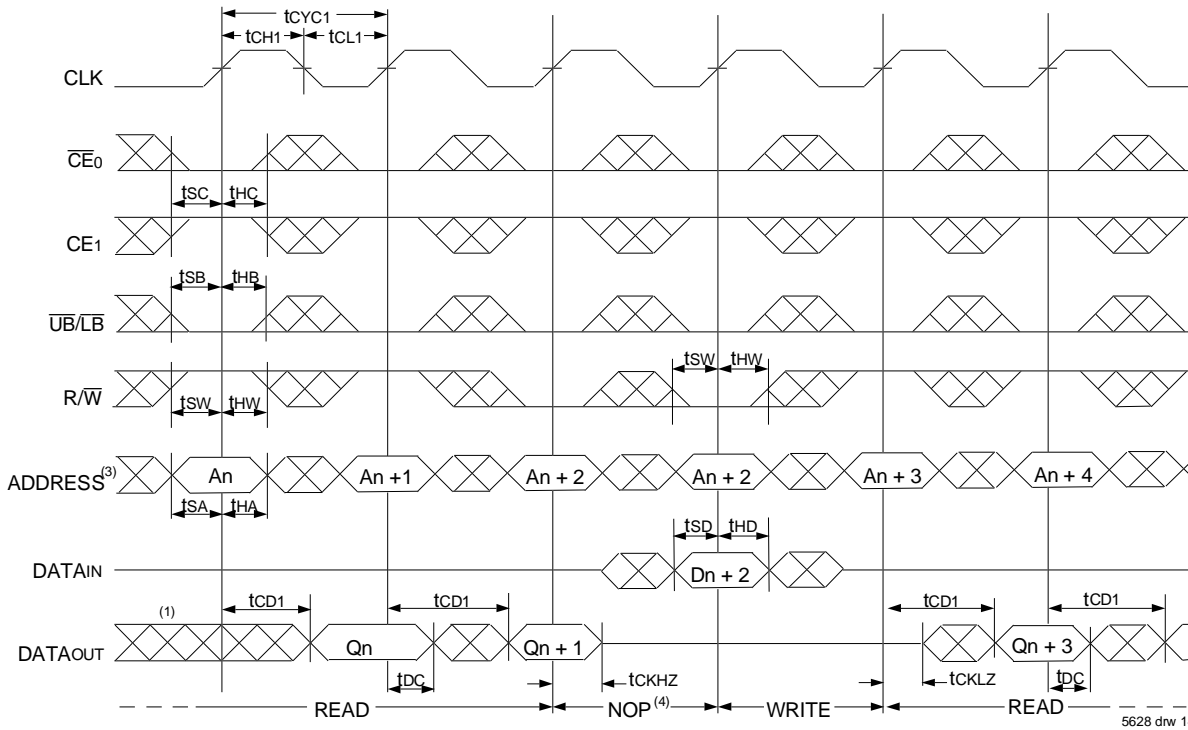 tCYC1
tCH1 tCL1
CLK
CE0
tSC tHC
CE1
tSB tHB
UB/LB
tSW tHW
R/W
tSW tHW
ADDRESS(3) An An +1 An + 2 An + 2 An + 3 An + 4
tSA tHA
tSD tHD
DATAIN Dn + 2
(1) tCD1 tCD1 tCD1 tCD1
DATAOUT Qn Qn + 1 Qn + 3
tDC tCKHZ tCKLZ tDC
READ NOP(4) WRITE READ
5628 drw 1